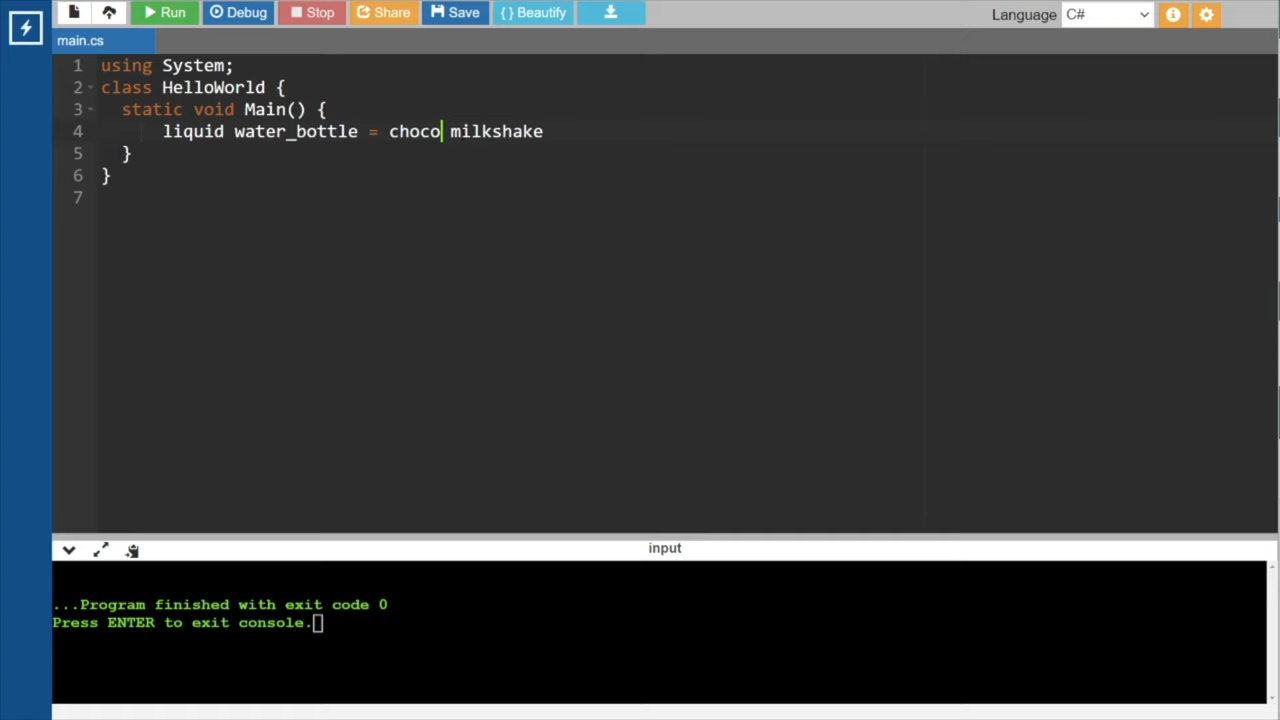 Run Debug Stop Share Save { } Beautify Language C#
main.cs
1 using System;
2 class HelloWorld {
3 static void Main() {
4 liquid water_bottle = choco milkshake
5 }
6 }
7
input
...Program finished with exit code 0
Press ENTER to exit console.